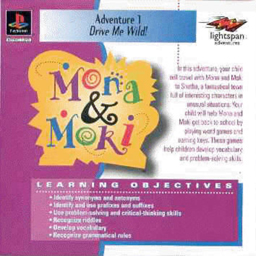 Adventure 1
Drive Me Wild!
PlayStation
lightspan
adventures
Mona
&
Moki
In this adventure, your child
will travel with Mona and Moki
to a fantastical town
full of interesting characters in
unusual situations. Your
child will help Mona and
Moki get back to school by
playing word games and
earning keys. These games
help children develop vocabulary
and problem-solving skills.
LEARNING OBJECTIVES
• Identify synonyms and antonyms
• Identify and use prefixes and suffixes
• Use problem-solving and critical-thinking skills
• Recognize riddles
• Develop vocabulary
• Recognize grammatical rules